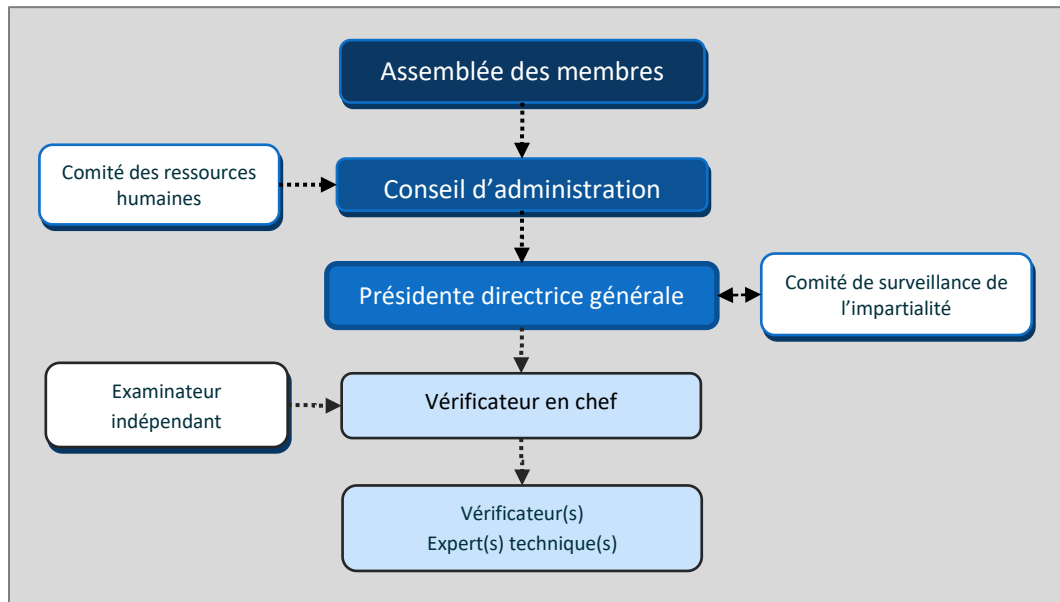 Assemblée des membres
Comité des ressources
humaines
Conseil d’administration
Présidente directrice générale
Comité de surveillance de
l’impartialité
Examinateur
indépendant
Vérificateur en chef
Vérificateur(s)
Expert(s) technique(s)